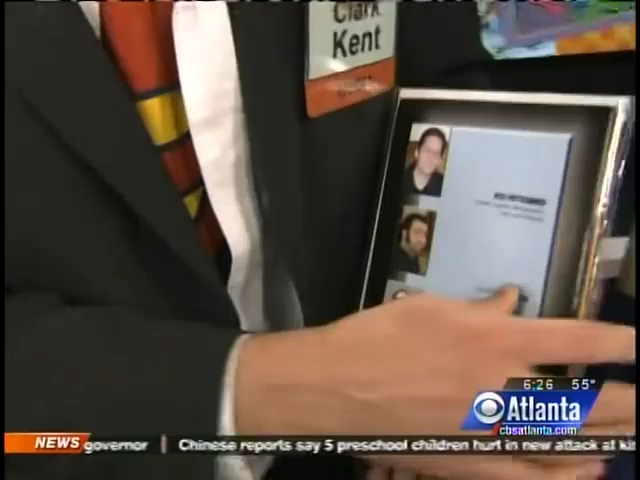 Clark
Kent
6:26 55°
Atlanta
cbsatlanta.com
NEWS governor | Chinese reports say 5 preschool children hurt in new attack at ki